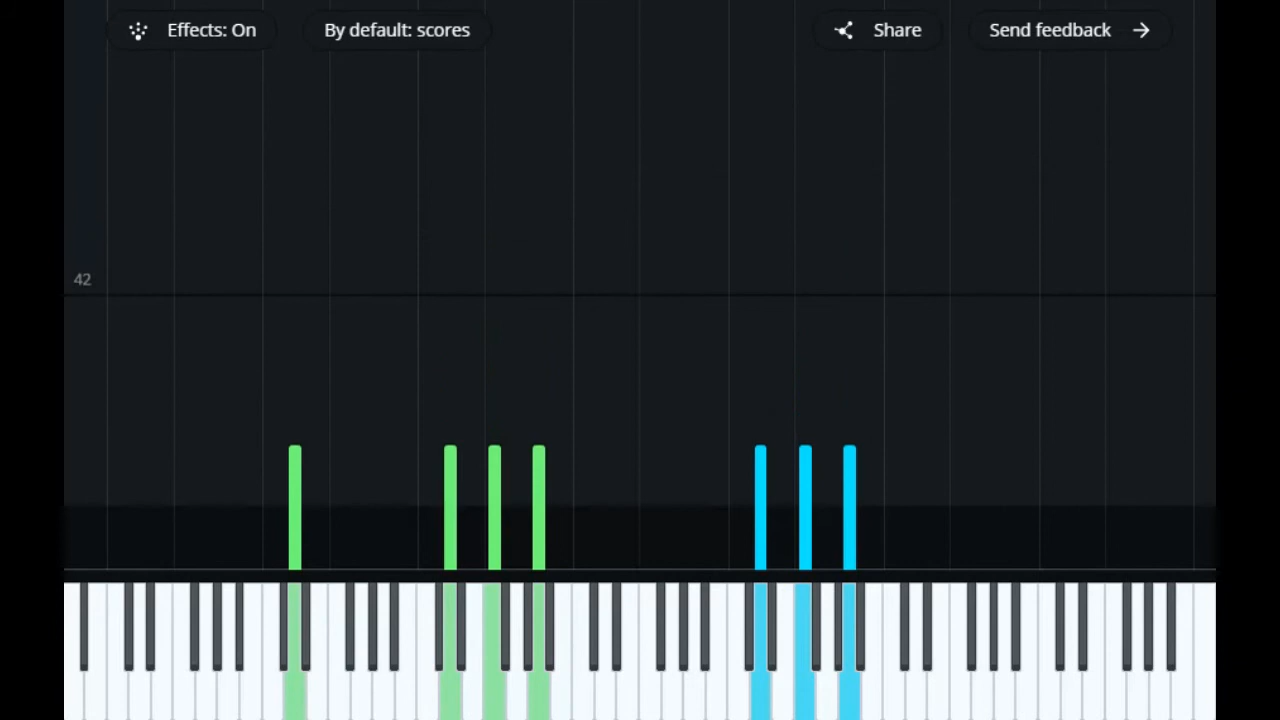 Effects: On
By default: scores
Share
Send feedback
42